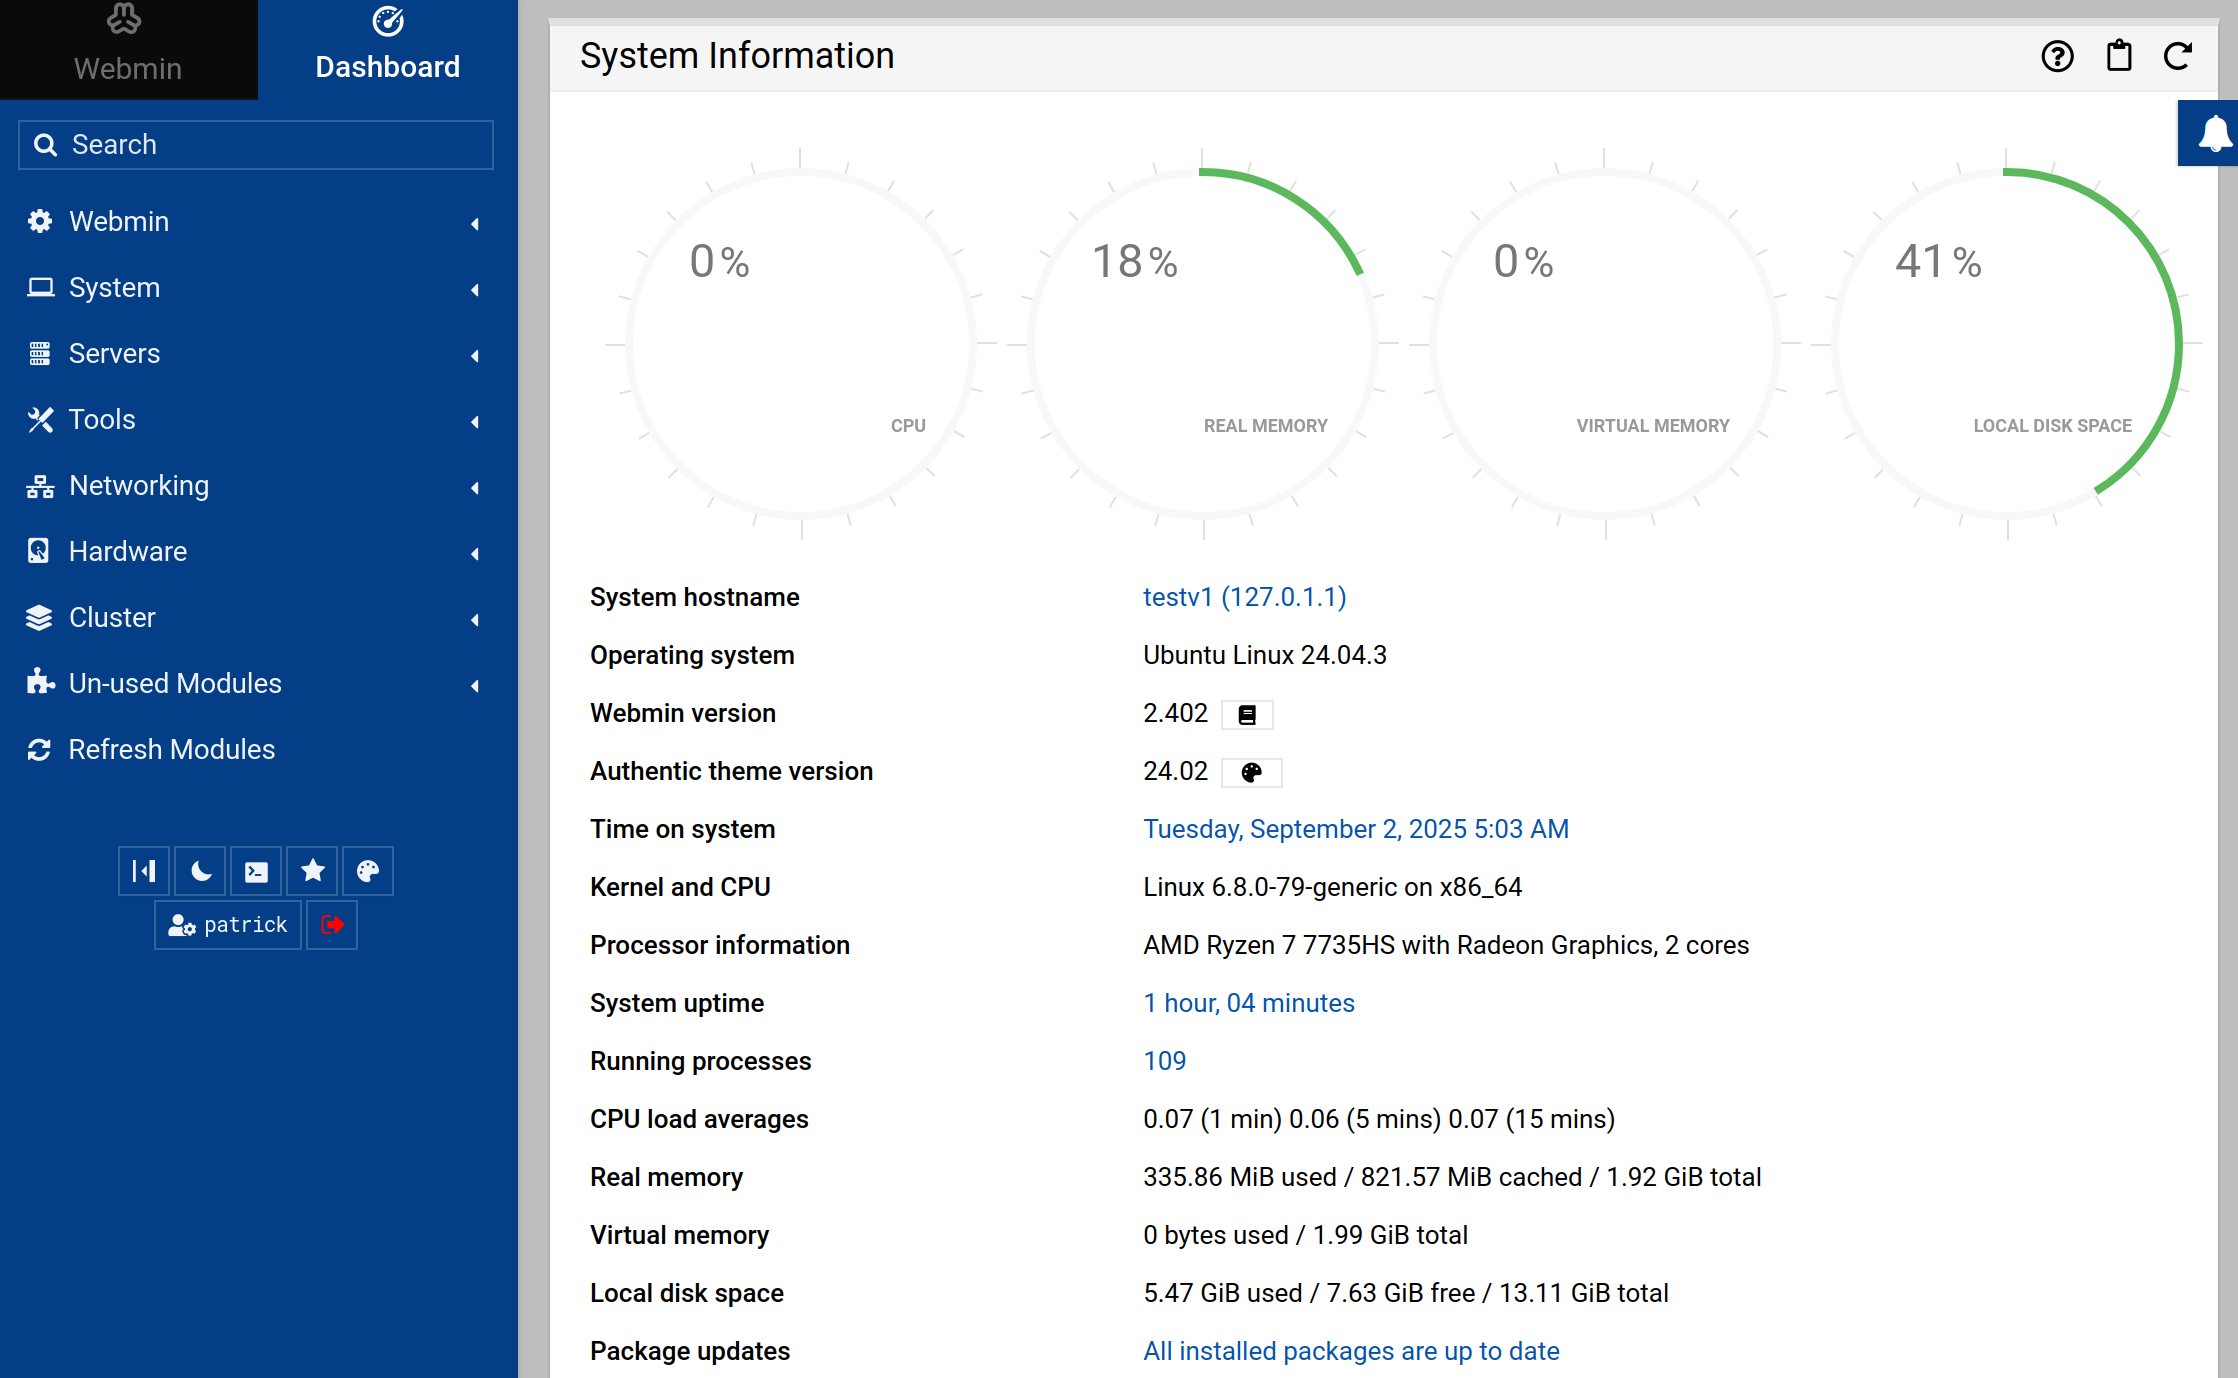 Webmin
Dashboard
Search
Webmin
System
Servers
Tools
Networking
Hardware
Cluster
Un-used Modules
Refresh Modules
patrick
System Information
0%
CPU
18%
REAL MEMORY
0%
VIRTUAL MEMORY
41%
LOCAL DISK SPACE
System hostname testv1 (127.0.1.1)
Operating system Ubuntu Linux 24.04.3
Webmin version 2.402
Authentic theme version 24.02
Time on system Tuesday, September 2, 2025 5:03 AM
Kernel and CPU Linux 6.8.0-79-generic on x86_64
Processor information AMD Ryzen 7 7735HS with Radeon Graphics, 2 cores
System uptime 1 hour, 04 minutes
Running processes 109
CPU load averages 0.07 (1 min) 0.06 (5 mins) 0.07 (15 mins)
Real memory 335.86 MiB used / 821.57 MiB cached / 1.92 GiB total
Virtual memory 0 bytes used / 1.99 GiB total
Local disk space 5.47 GiB used / 7.63 GiB free / 13.11 GiB total
Package updates All installed packages are up to date